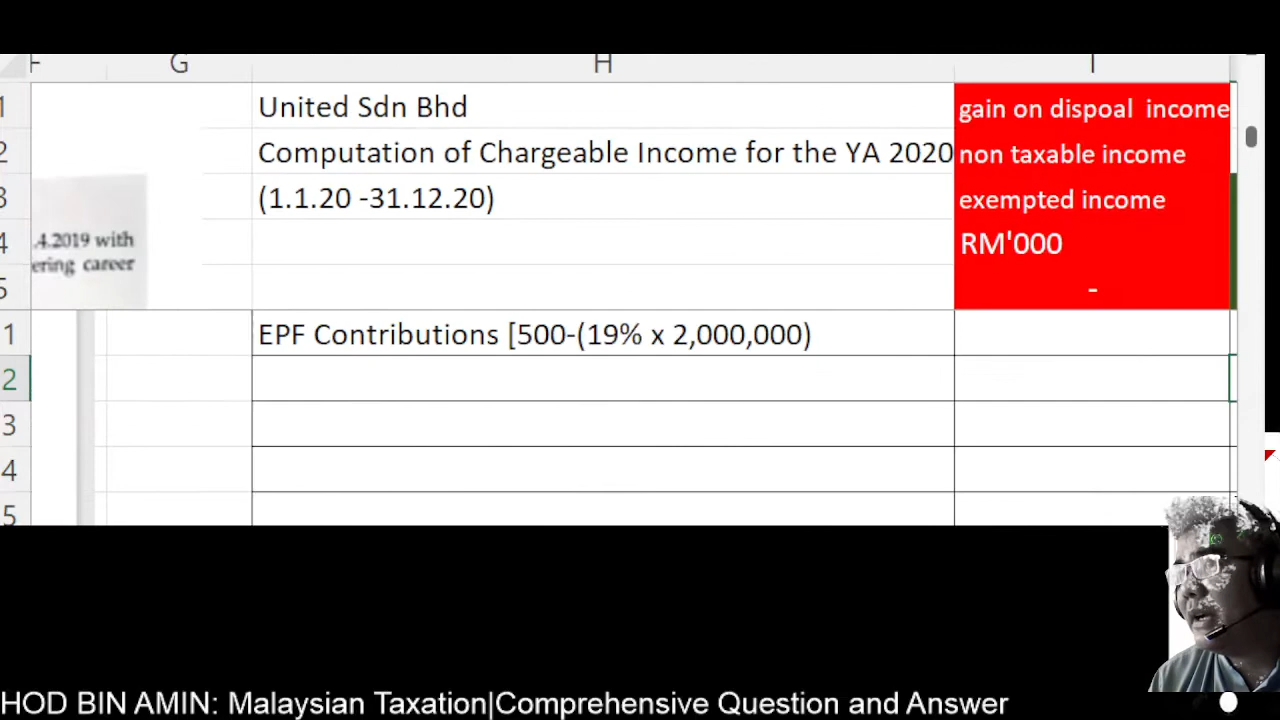 F G H I
1 United Sdn Bhd gain on dispoal income
2 Computation of Chargeable Income for the YA 2020 non taxable income
3 (1.1.20 -31.12.20) exempted income
4 .4.2019 with RM'000
ering career
5 -
1 EPF Contributions [500-(19% x 2,000,000)
2
3
4
5
HOD BIN AMIN: Malaysian Taxation|Comprehensive Question and Answer